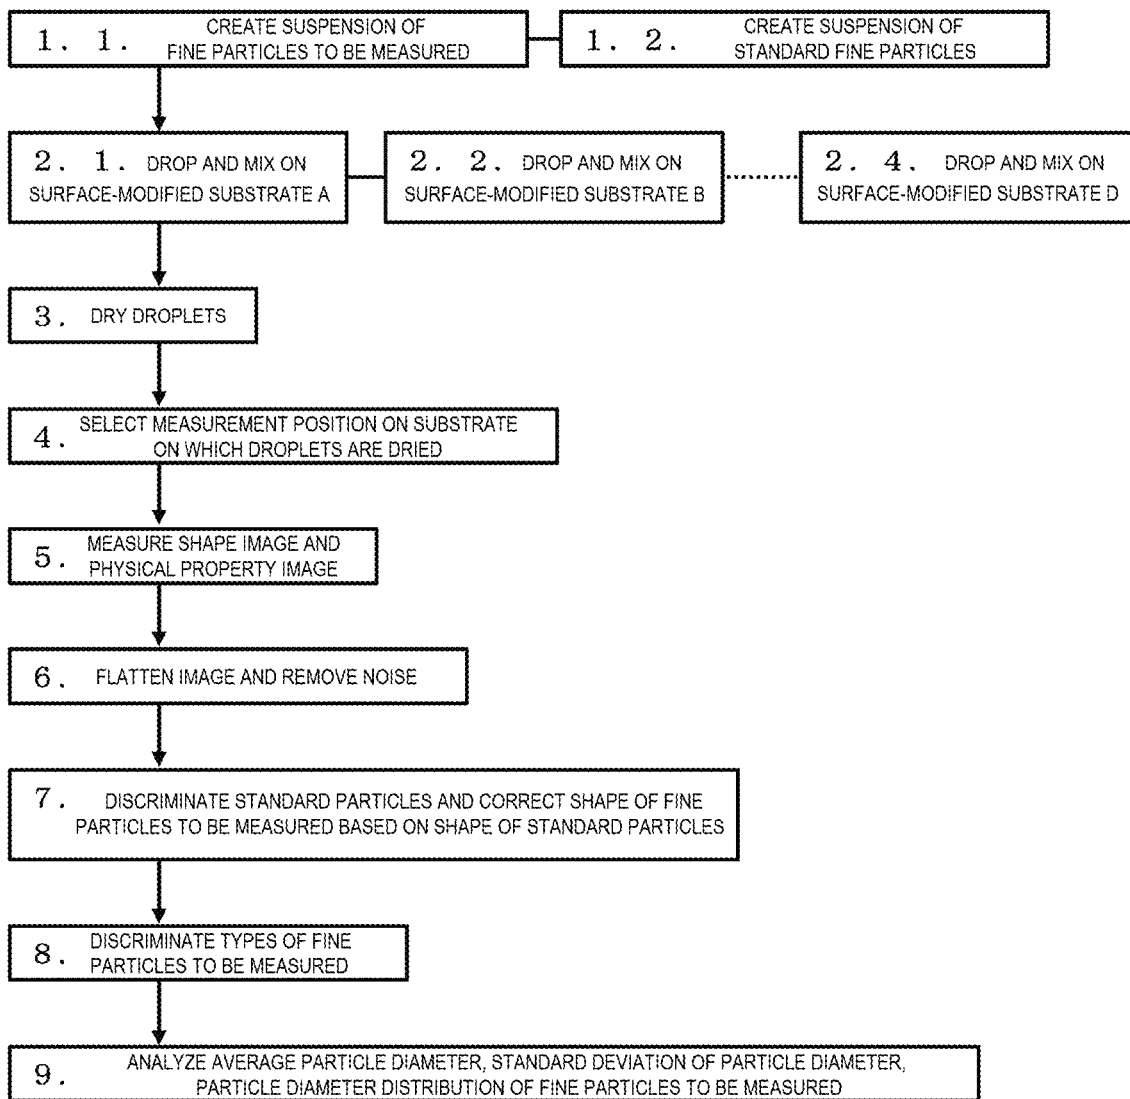 1. 1. CREATE SUSPENSION OF
FINE PARTICLES TO BE MEASURED
1. 2. CREATE SUSPENSION OF
STANDARD FINE PARTICLES
2. 1. DROP AND MIX ON
SURFACE-MODIFIED SUBSTRATE A
2. 2. DROP AND MIX ON
SURFACE-MODIFIED SUBSTRATE B
2. 4. DROP AND MIX ON
SURFACE-MODIFIED SUBSTRATE D
3. DRY DROPLETS
4. SELECT MEASUREMENT POSITION ON SUBSTRATE
ON WHICH DROPLETS ARE DRIED
5. MEASURE SHAPE IMAGE AND
PHYSICAL PROPERTY IMAGE
6. FLATTEN IMAGE AND REMOVE NOISE
7. DISCRIMINATE STANDARD PARTICLES AND CORRECT SHAPE OF FINE
PARTICLES TO BE MEASURED BASED ON SHAPE OF STANDARD PARTICLES
8. DISCRIMINATE TYPES OF FINE
PARTICLES TO BE MEASURED
9. ANALYZE AVERAGE PARTICLE DIAMETER, STANDARD DEVIATION OF PARTICLE DIAMETER,
PARTICLE DIAMETER DISTRIBUTION OF FINE PARTICLES TO BE MEASURED